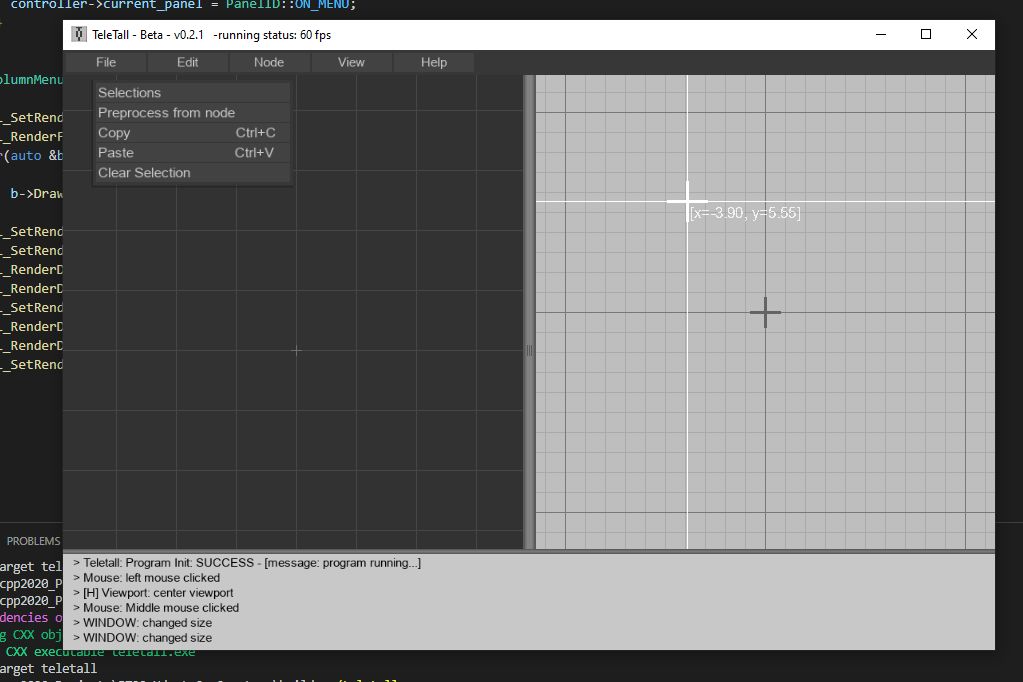 controller->current_panel = PanelID::ON_MENU;
TeleTall - Beta - v0.2.1 -running status: 60 fps
File Edit Node View Help
Selections
Preprocess from node
Copy Ctrl+C
Paste Ctrl+V
Clear Selection
[x=-3.90, y=5.55]
olumnMenu
_SetRend
_RenderF
(auto &b
b->Draw
_SetRend
_SetRend
_RenderD
_RenderD
_SetRend
_RenderD
_RenderD
_SetRend
PROBLEMS
> Teletall: Program Init: SUCCESS - [message: program running...]
> Mouse: left mouse clicked
> [H] Viewport: center viewport
> Mouse: Middle mouse clicked
> WINDOW: changed size
> WINDOW: changed size
arget tel
cpp2020_P
cpp2020_P
dencies o
g CXX obj
CXX executable teletall.exe
arget teletall